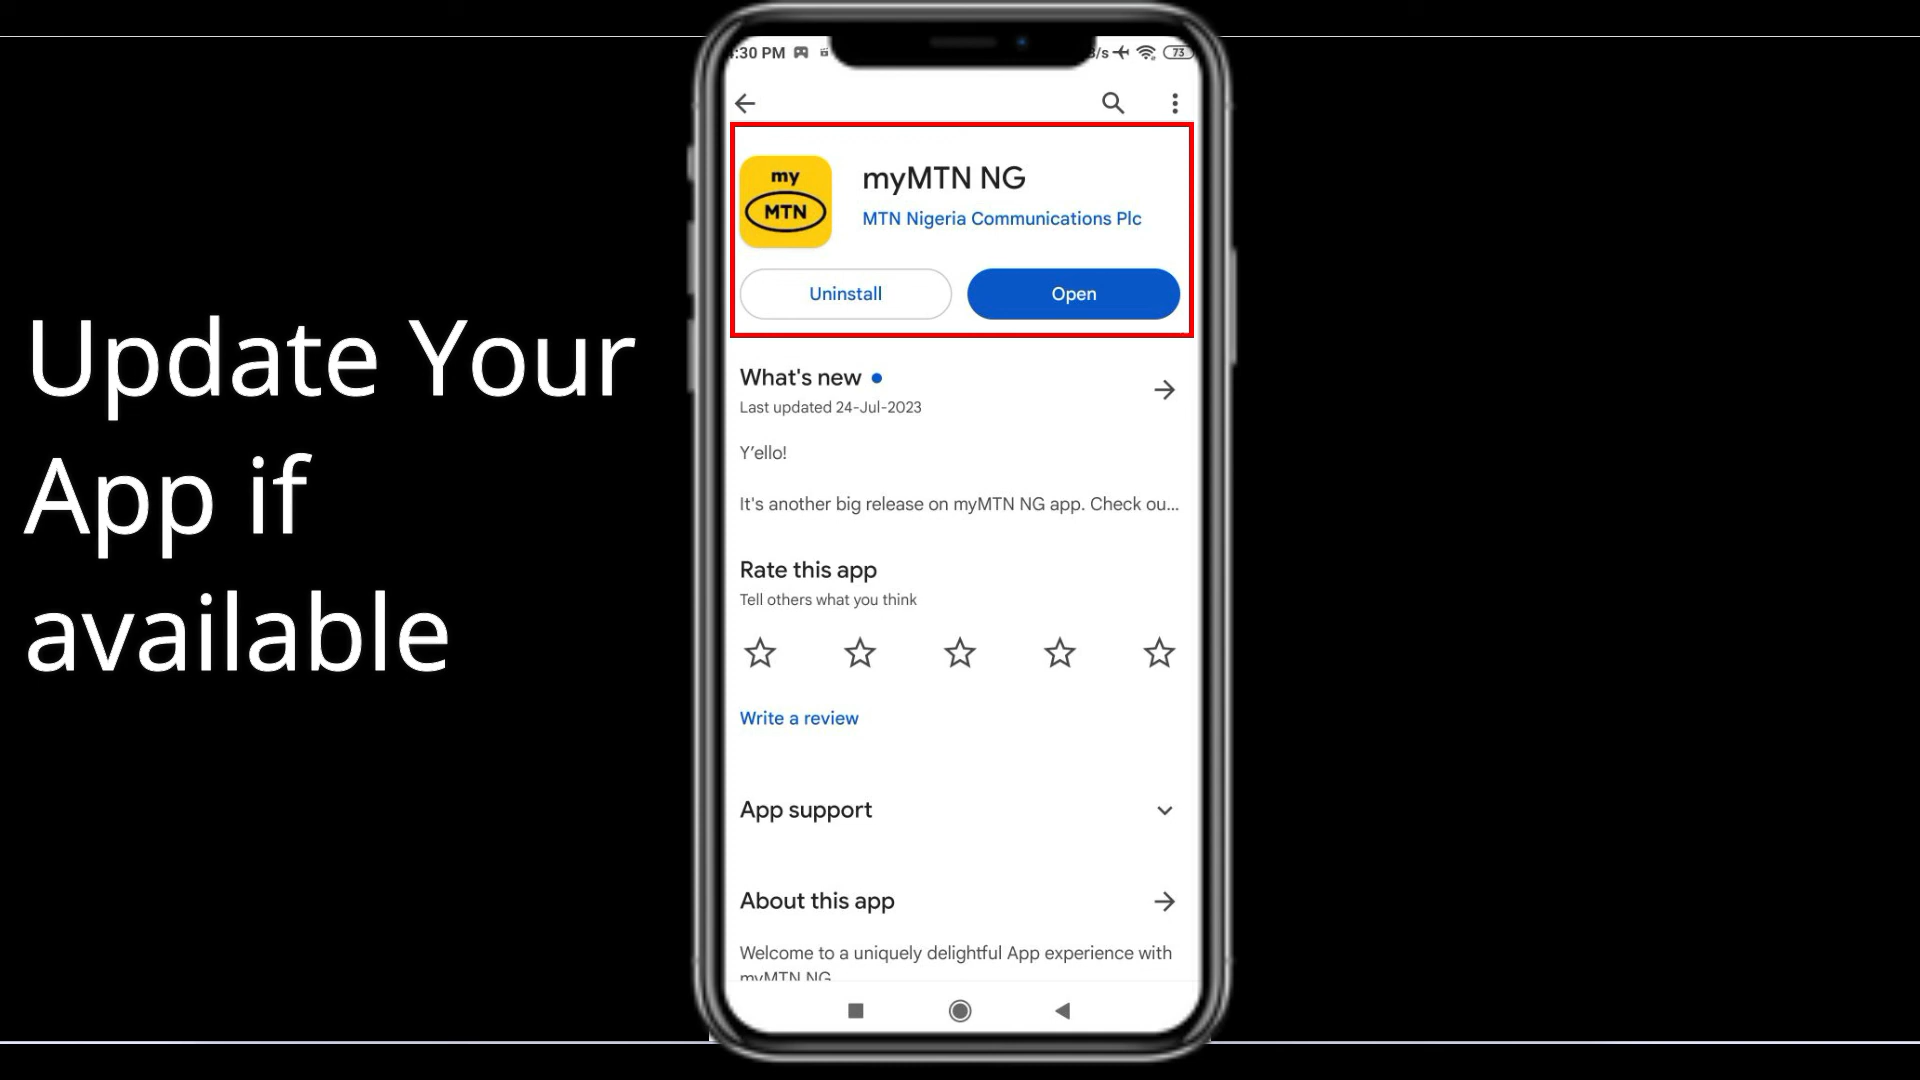 Update Your
App if
available
:30 PM
/s
73
my
MTN
myMTN NG
MTN Nigeria Communications Plc
Uninstall
Open
What's new
Last updated 24-Jul-2023
Y'ello!
It's another big release on myMTN NG app. Check ou...
Rate this app
Tell others what you think
Write a review
App support
About this app
Welcome to a uniquely delightful App experience with
myMTN NG